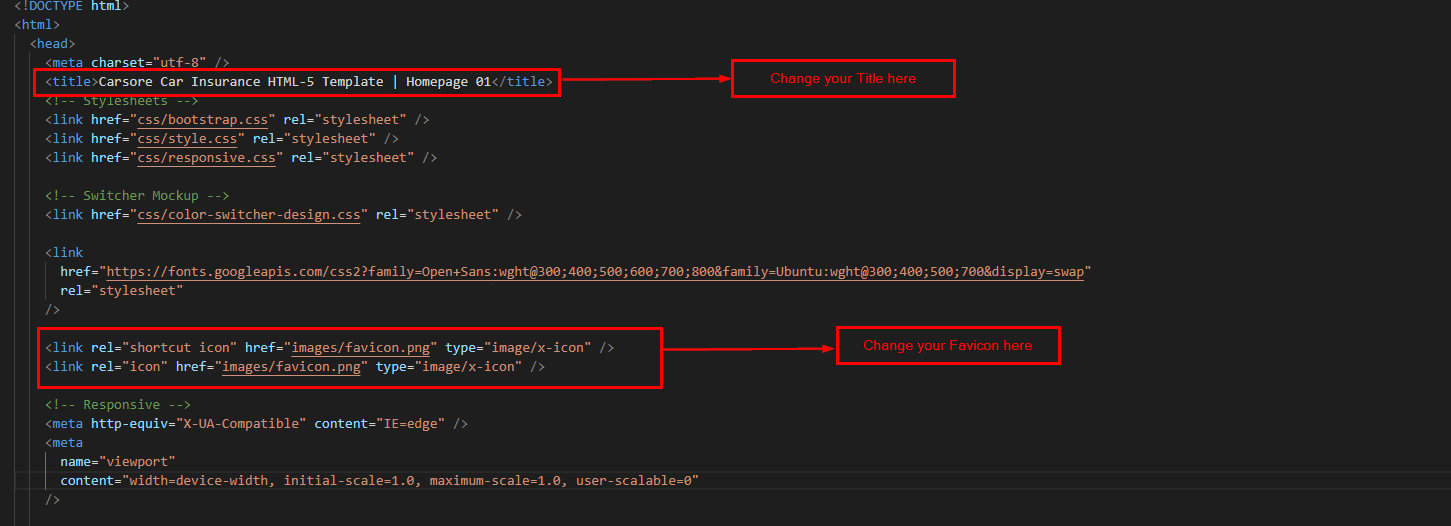 <!DOCTYPE html>
<html>
<head>
<meta charset="utf-8" />
<title>Carsore Car Insurance HTML-5 Template | Homepage 01</title>
Change your Title here
<!-- Stylesheets -->
<link href="css/bootstrap.css" rel="stylesheet" />
<link href="css/style.css" rel="stylesheet" />
<link href="css/responsive.css" rel="stylesheet" />
<!-- Switcher Mockup -->
<link href="css/color-switcher-design.css" rel="stylesheet" />
<link
href="https://fonts.googleapis.com/css2?family=Open+Sans:wght@300;400;500;600;700;800&family=Ubuntu:wght@300;400;500;700&display=swap"
rel="stylesheet"
/>
<link rel="shortcut icon" href="images/favicon.png" type="image/x-icon" />
Change your Favicon here
<link rel="icon" href="images/favicon.png" type="image/x-icon" />
<!-- Responsive -->
<meta http-equiv="X-UA-Compatible" content="IE=edge" />
<meta
name="viewport"
content="width=device-width, initial-scale=1.0, maximum-scale=1.0, user-scalable=0"
/>